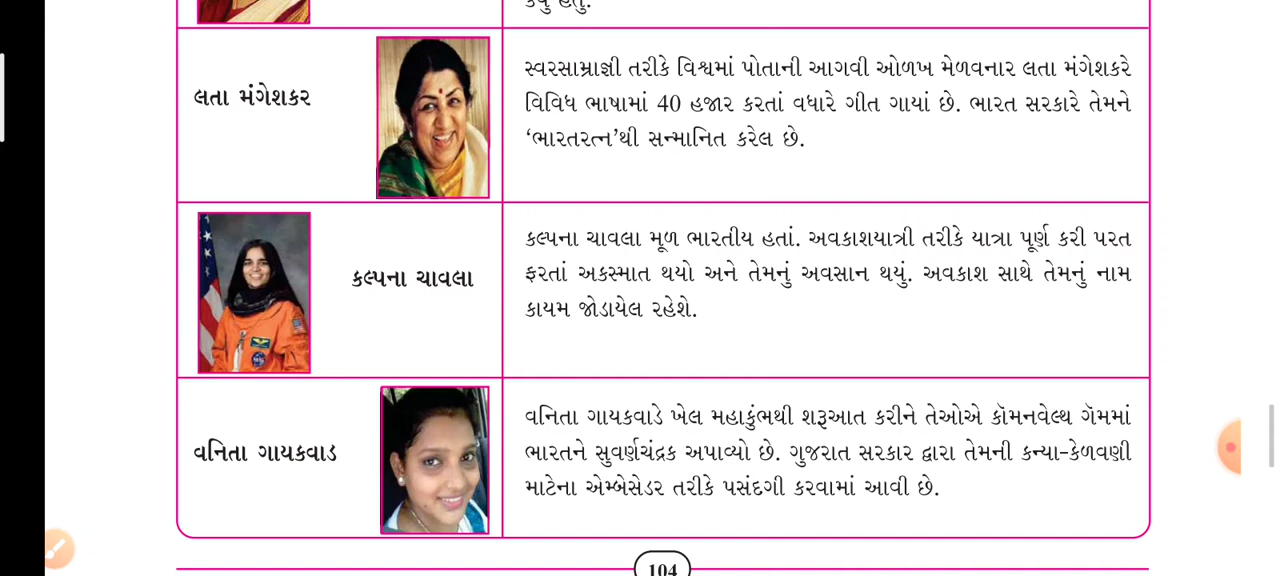 લતા મંગેશકર
સ્વરસામ્રાજ્ઞી તરીકે વિશ્વમાં પોતાની આગવી ઓળખ મેળવનાર લતા મંગેશકરે
વિવિધ ભાષામાં 40 હજાર કરતાં વધારે ગીત ગાયાં છે. ભારત સરકારે તેમને
‘ભારતરત્ન’થી સન્માનિત કરેલ છે.
કલ્પના ચાવલા
કલ્પના ચાવલા મૂળ ભારતીય હતાં. અવકાશયાત્રી તરીકે યાત્રા પૂર્ણ કરી પરત
ફરતાં અકસ્માત થયો અને તેમનું અવસાન થયું. અવકાશ સાથે તેમનું નામ
કાયમ જોડાયેલ રહેશે.
વનિતા ગાયકવાડ
વનિતા ગાયકવાડે ખેલ મહાકુંભથી શરૂઆત કરીને તેઓએ કૉમનવેલ્થ ગૅમમાં
ભારતને સુવર્ણચંદ્રક અપાવ્યો છે. ગુજરાત સરકાર દ્વારા તેમની કન્યા-કેળવણી
માટેના એમ્બેસેડર તરીકે પસંદગી કરવામાં આવી છે.
104